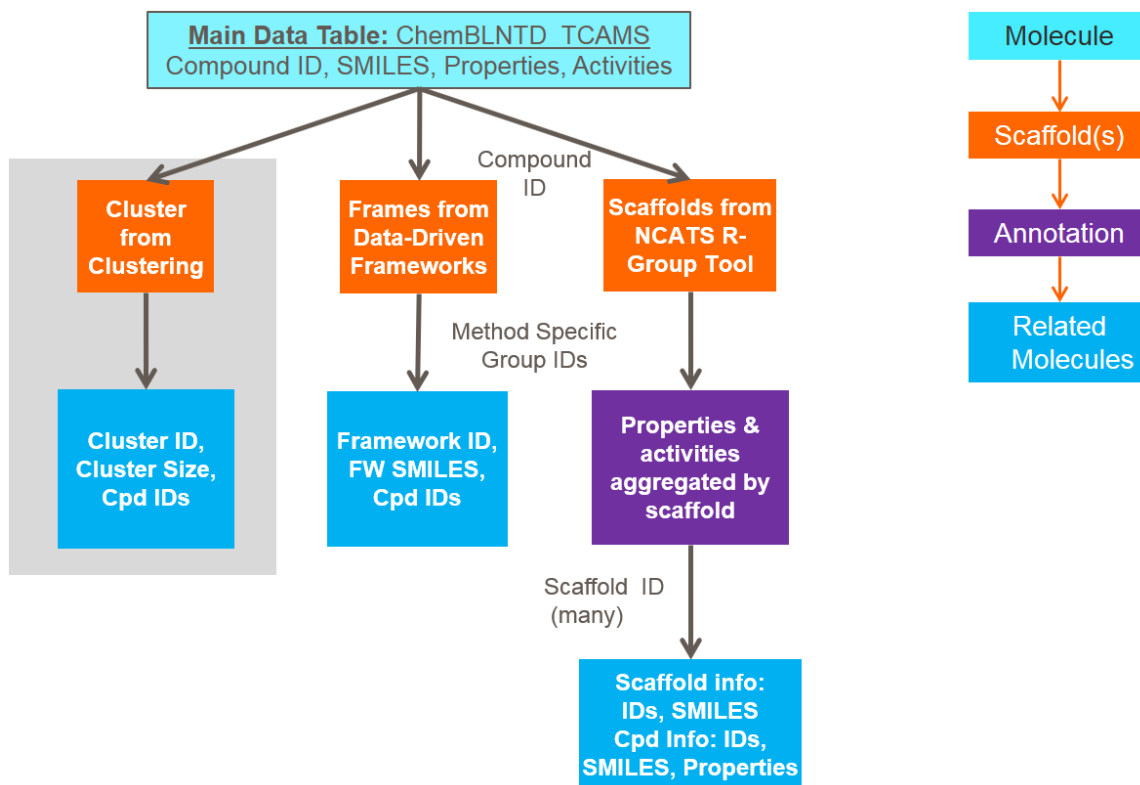 Main Data Table: ChemBLNTD_TCAMS
Compound ID, SMILES, Properties, Activities
Compound
ID
Cluster
from
Clustering
Frames from
Data-Driven
Frameworks
Scaffolds from
NCATS R-
Group Tool
Method Specific
Group IDs
Cluster ID,
Cluster Size,
Cpd IDs
Framework ID,
FW SMILES,
Cpd IDs
Properties &
activities
aggregated by
scaffold
Scaffold ID
(many)
Scaffold info:
IDs, SMILES
Cpd Info: IDs,
SMILES, Properties
Molecule
Scaffold(s)
Annotation
Related
Molecules